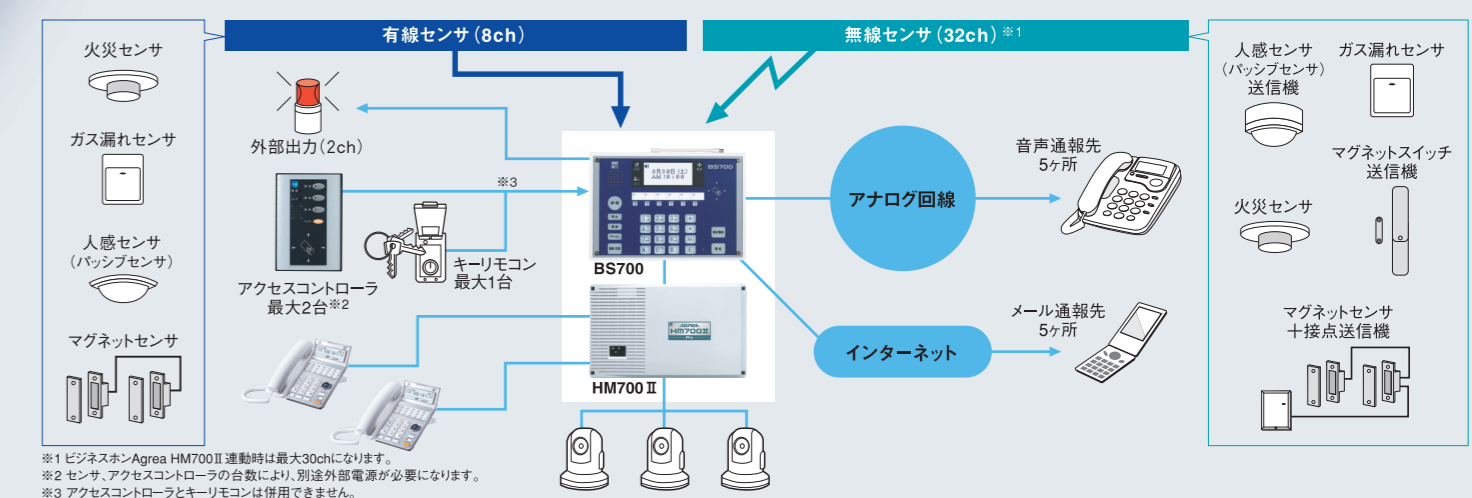 有線センサ（8ch）
無線センサ（32ch）※1
火災センサ
ガス漏れセンサ
人感センサ
（パッシブセンサ）
マグネットセンサ
外部出力（2ch）
アクセスコントローラ
最大2台※2
※3
キーリモコン
最大1台
BS700
8月30日(土)
AM 10:00
BS700
AGREA
HM700Ⅱ
Pro
HM700Ⅱ
アナログ回線
インターネット
音声通報先
5ヶ所
メール通報先
5ヶ所
人感センサ
（パッシブセンサ）
送信機
ガス漏れセンサ
マグネットスイッチ
送信機
火災センサ
マグネットセンサ
＋接点送信機
※1 ビジネスホンAgrea HM700Ⅱ連動時は最大30chになります。
※2 センサ、アクセスコントローラの台数により、別途外部電源が必要になります。
※3 アクセスコントローラとキーリモコンは併用できません。